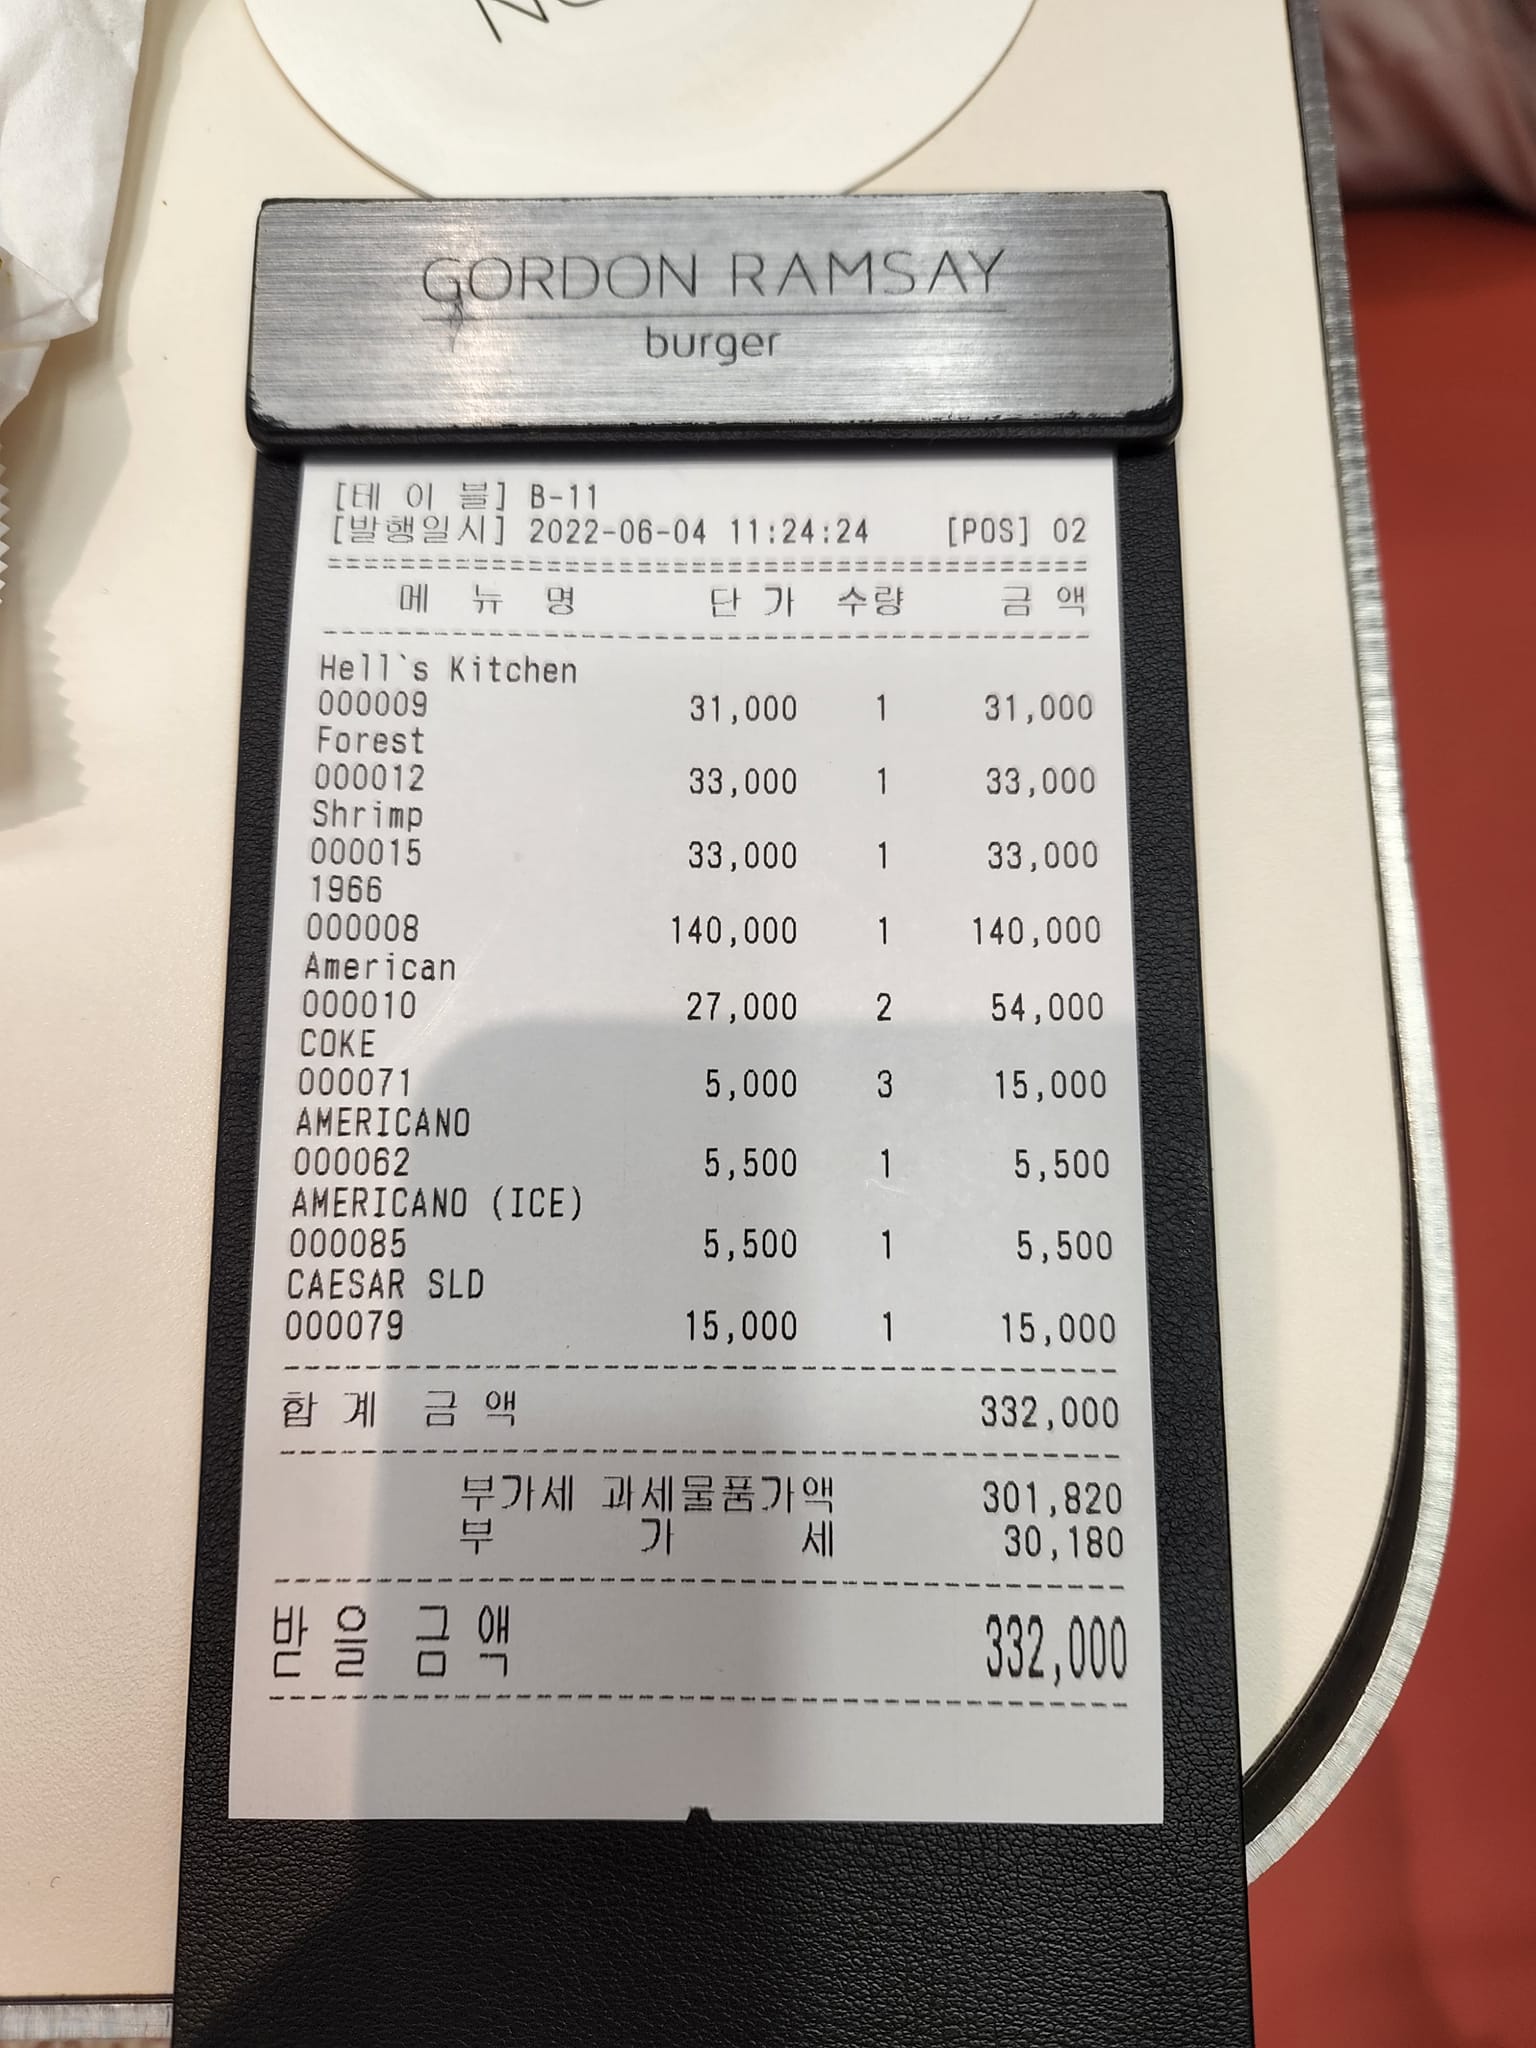 GORDON RAMSAY
burger
[테 이 블] B-11
[발행일시] 2022-06-04 11:24:24 [POS] 02
메 뉴 명 단 가 수량 금 액
Hell`s Kitchen
000009 31,000 1 31,000
Forest
000012 33,000 1 33,000
Shrimp
000015 33,000 1 33,000
1966
000008 140,000 1 140,000
American
000010 27,000 2 54,000
COKE
000071 5,000 3 15,000
AMERICANO
000062 5,500 1 5,500
AMERICANO (ICE)
000085 5,500 1 5,500
CAESAR SLD
000079 15,000 1 15,000
합 계 금 액 332,000
부가세 과세물품가액 301,820
부 가 세 30,180
받 을 금 액 332,000